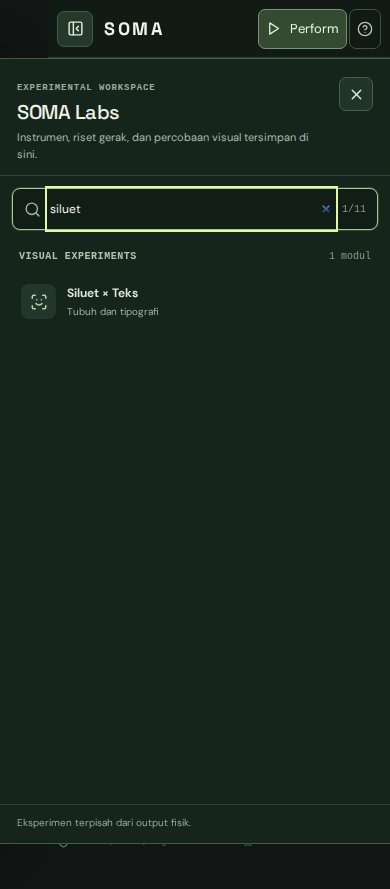 SOMA
Perform
EXPERIMENTAL WORKSPACE
SOMA Labs
Instrumen, riset gerak, dan percobaan visual tersimpan di
sini.
siluet
1/11
VISUAL EXPERIMENTS
1 modul
Siluet × Teks
Tubuh dan tipografi
Eksperimen terpisah dari output fisik.